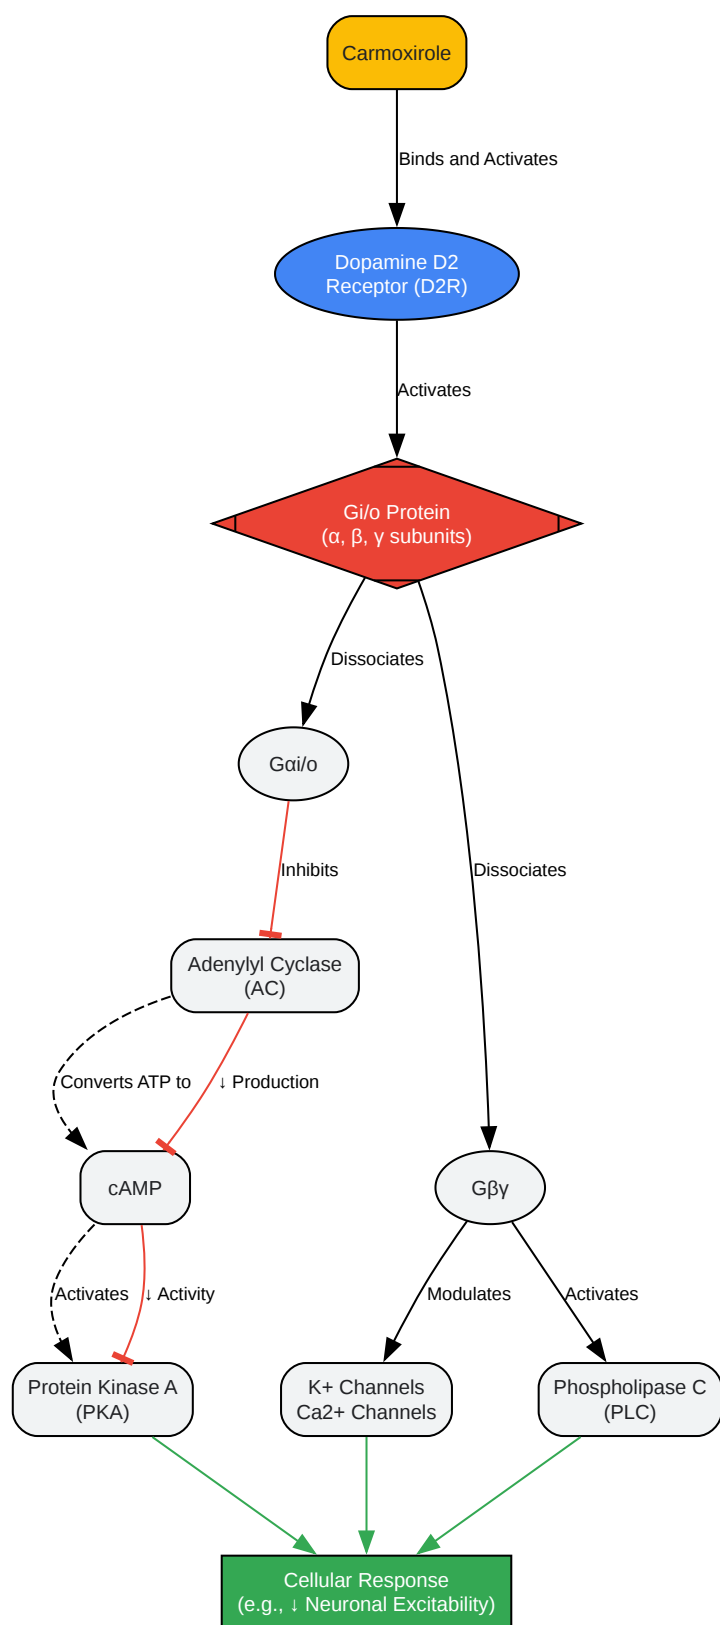 Carmoxirole
Binds and Activates
Dopamine D2
Receptor (D2R)
Activates
Gi/o Protein
(α, β, γ subunits)
Dissociates
Gαi/o
Inhibits
Dissociates
Adenylyl Cyclase
(AC)
Converts ATP to
↓ Production
cAMP
Gβγ
Activates
↓ Activity
Modulates
Activates
Protein Kinase A
(PKA)
K+ Channels
Ca2+ Channels
Phospholipase C
(PLC)
Cellular Response
(e.g., ↓ Neuronal Excitability)